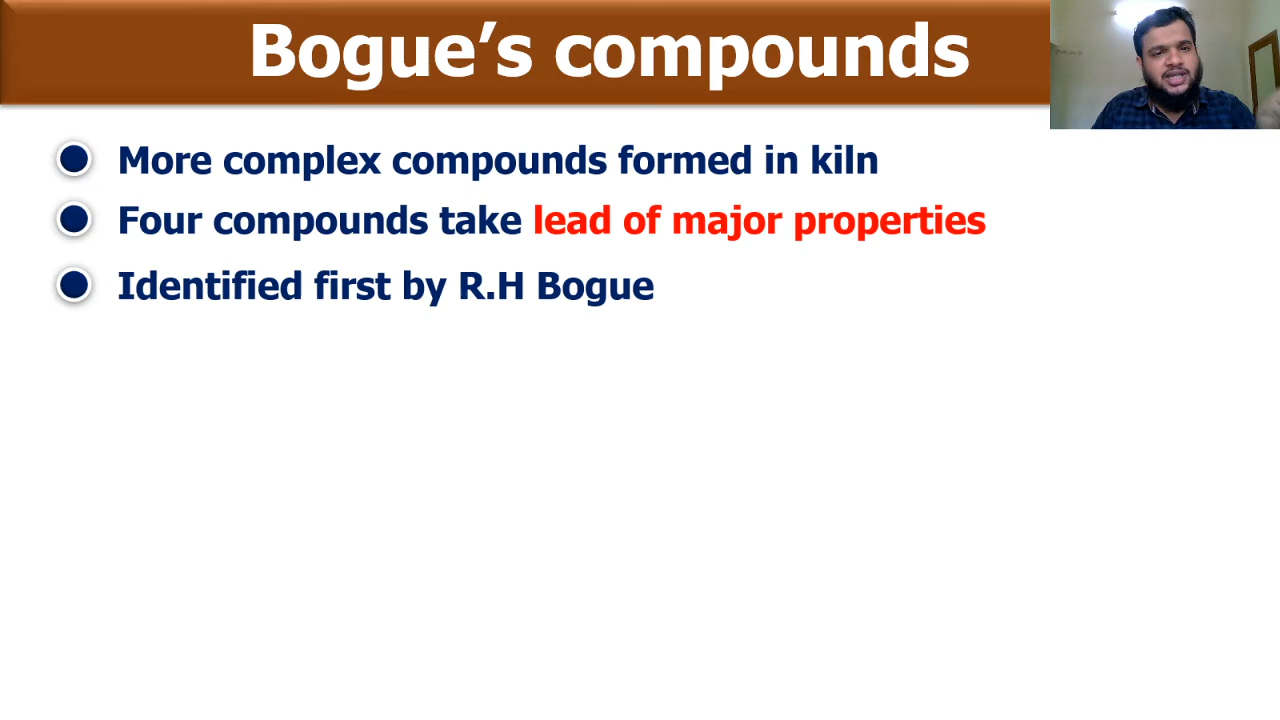 Bogue’s compounds
More complex compounds formed in kiln
Four compounds take lead of major properties
Identified first by R.H Bogue